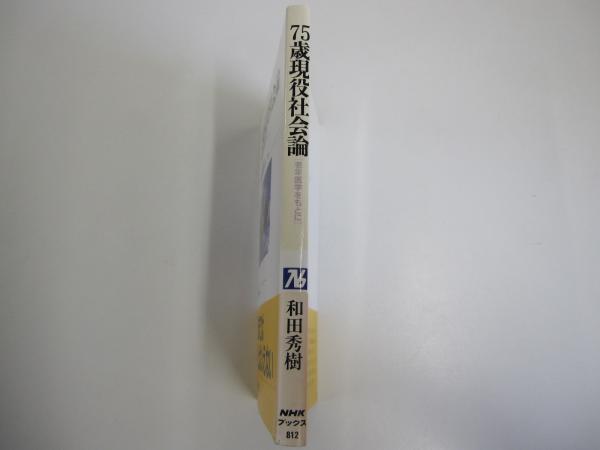 75歳現役社会論
老年医学をもとに
和田秀樹
NHK
ブックス
812